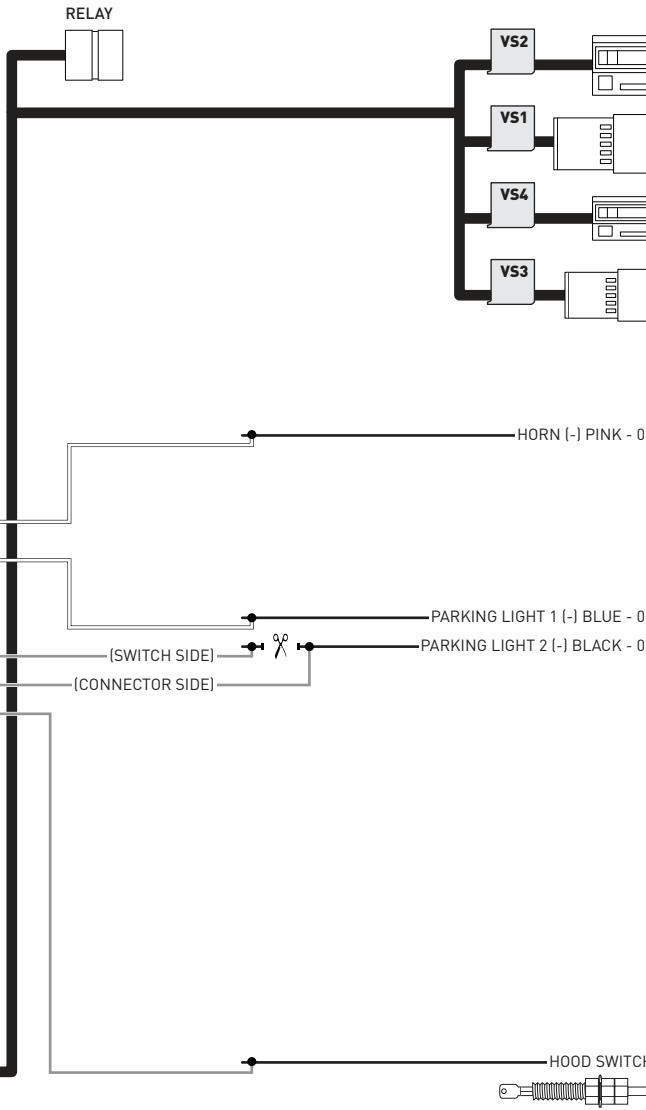 RELAY
VS2
VS1
VS4
VS3
HORN (-) PINK - 0
PARKING LIGHT 1 (-) BLUE - 0
PARKING LIGHT 2 (-) BLACK - 0
(SWITCH SIDE)
(CONNECTOR SIDE)
HOOD SWITCH